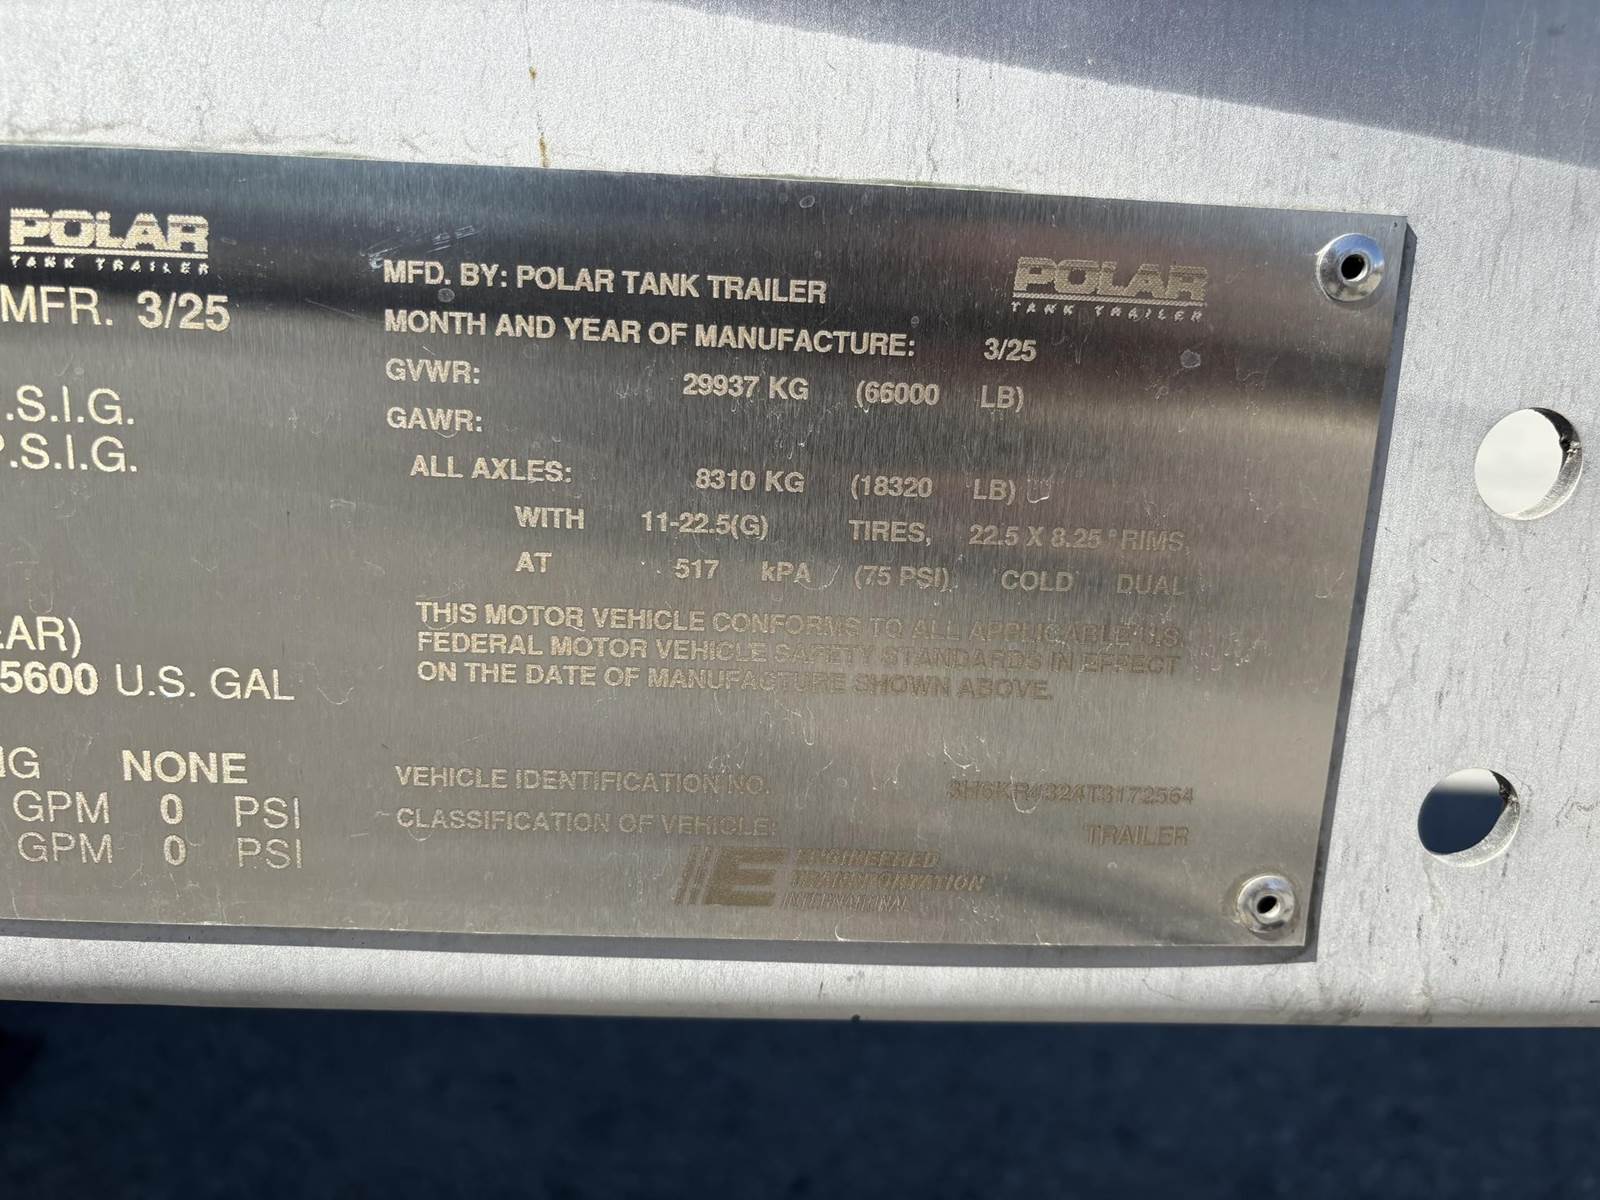 POLAR
TANK TRAILER
MFR. 3/25
.S.I.G.
P.S.I.G.
AR)
5600 U.S. GAL
NG NONE
GPM 0 PSI
GPM 0 PSI
MFD. BY: POLAR TANK TRAILER
POLAR
TANK TRAILER
MONTH AND YEAR OF MANUFACTURE: 3/25
GVWR: 29937 KG (66000 LB)
GAWR:
ALL AXLES: 8310 KG (18320 LB)
WITH 11-22.5(G) TIRES, 22.5 X 8.25 " RIMS,
AT 517 kPA (75 PSI) COLD DUAL
THIS MOTOR VEHICLE CONFORMS TO ALL APPLICABLE U.S.
FEDERAL MOTOR VEHICLE SAFETY STANDARDS IN EFFECT
ON THE DATE OF MANUFACTURE SHOWN ABOVE.
VEHICLE IDENTIFICATION NO.
CLASSIFICATION OF VEHICLE: TRAILER
E ENGINEERED
TRANSPORTATION
INTERNATIONAL